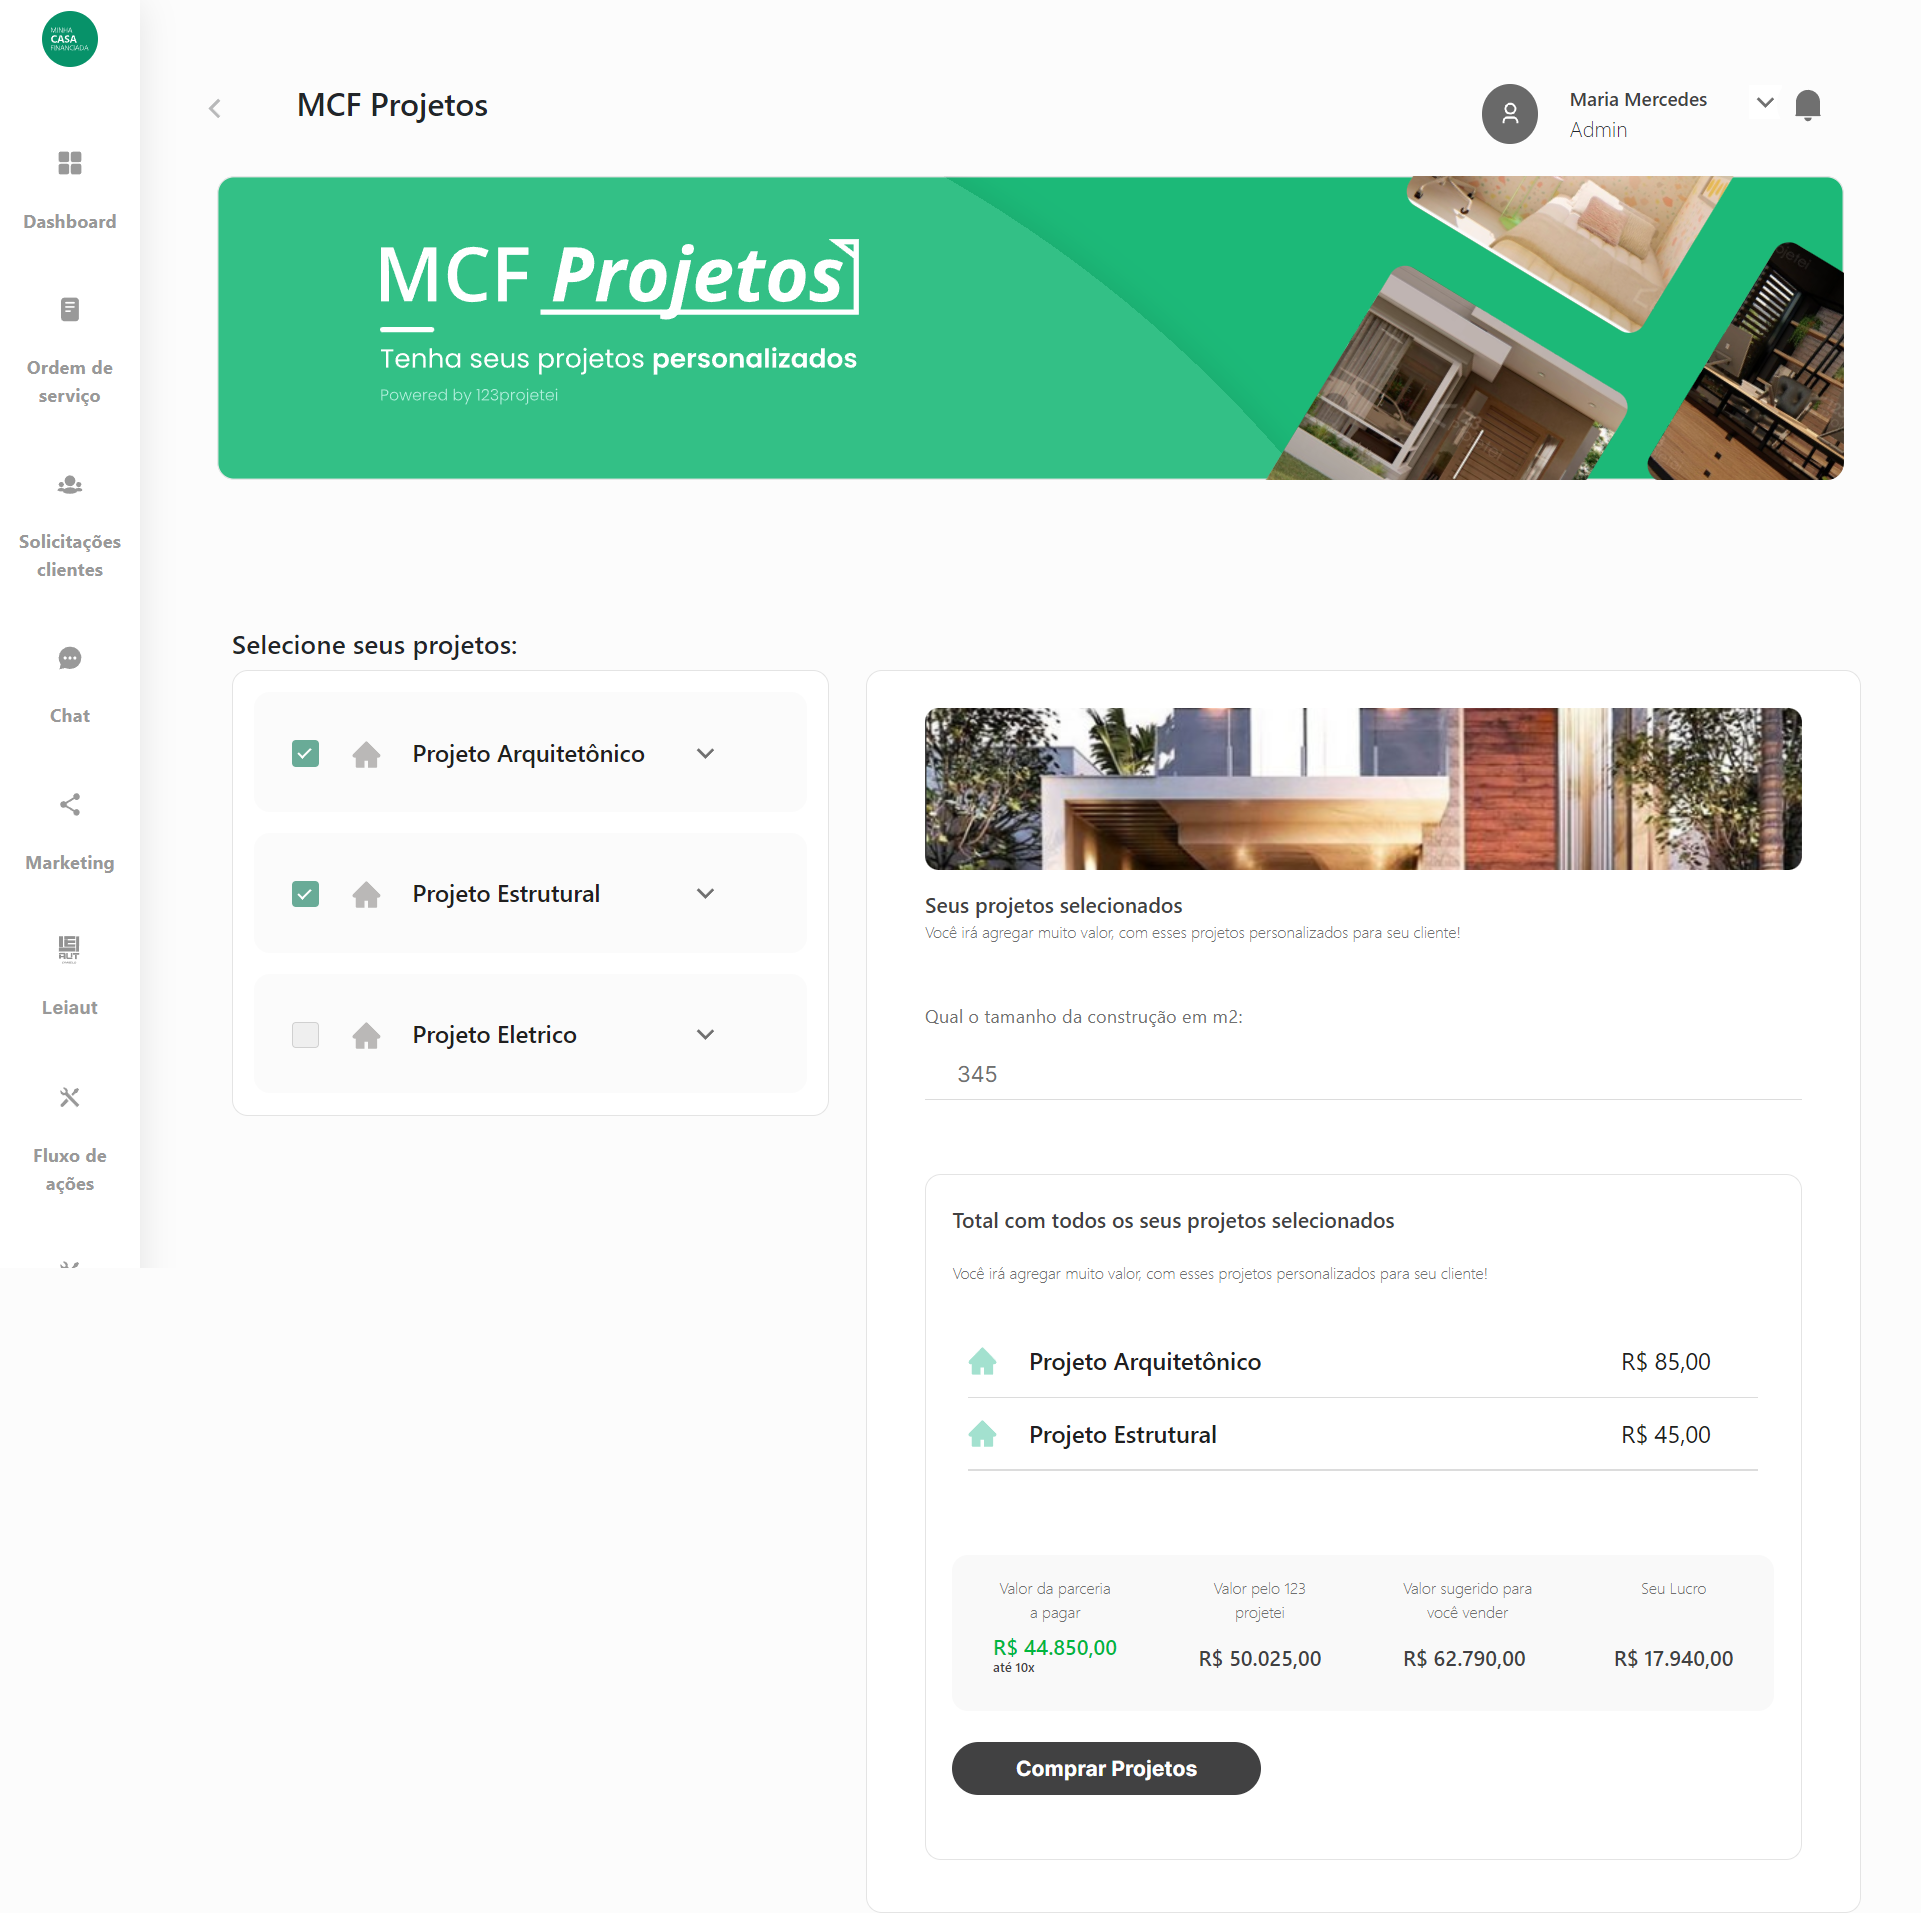 MINHA
CASA
FINANCIADA
Dashboard
Ordem de
serviço
Solicitações
clientes
Chat
Marketing
LEI
AUT
Leiaut
Fluxo de
ações
MCF Projetos
Maria Mercedes
Admin
MCF Projetos
Tenha seus projetos personalizados
Powered by 123projetei
Selecione seus projetos:
Projeto Arquitetônico
Projeto Estrutural
Projeto Eletrico
Seus projetos selecionados
Você irá agregar muito valor, com esses projetos personalizados para seu cliente!
Qual o tamanho da construção em m2:
345
Total com todos os seus projetos selecionados
Você irá agregar muito valor, com esses projetos personalizados para seu cliente!
Projeto Arquitetônico R$ 85,00
Projeto Estrutural R$ 45,00
Valor da parceria
a pagar
R$ 44.850,00
até 10x
Valor pelo 123
projetei
R$ 50.025,00
Valor sugerido para
você vender
R$ 62.790,00
Seu Lucro
R$ 17.940,00
Comprar Projetos